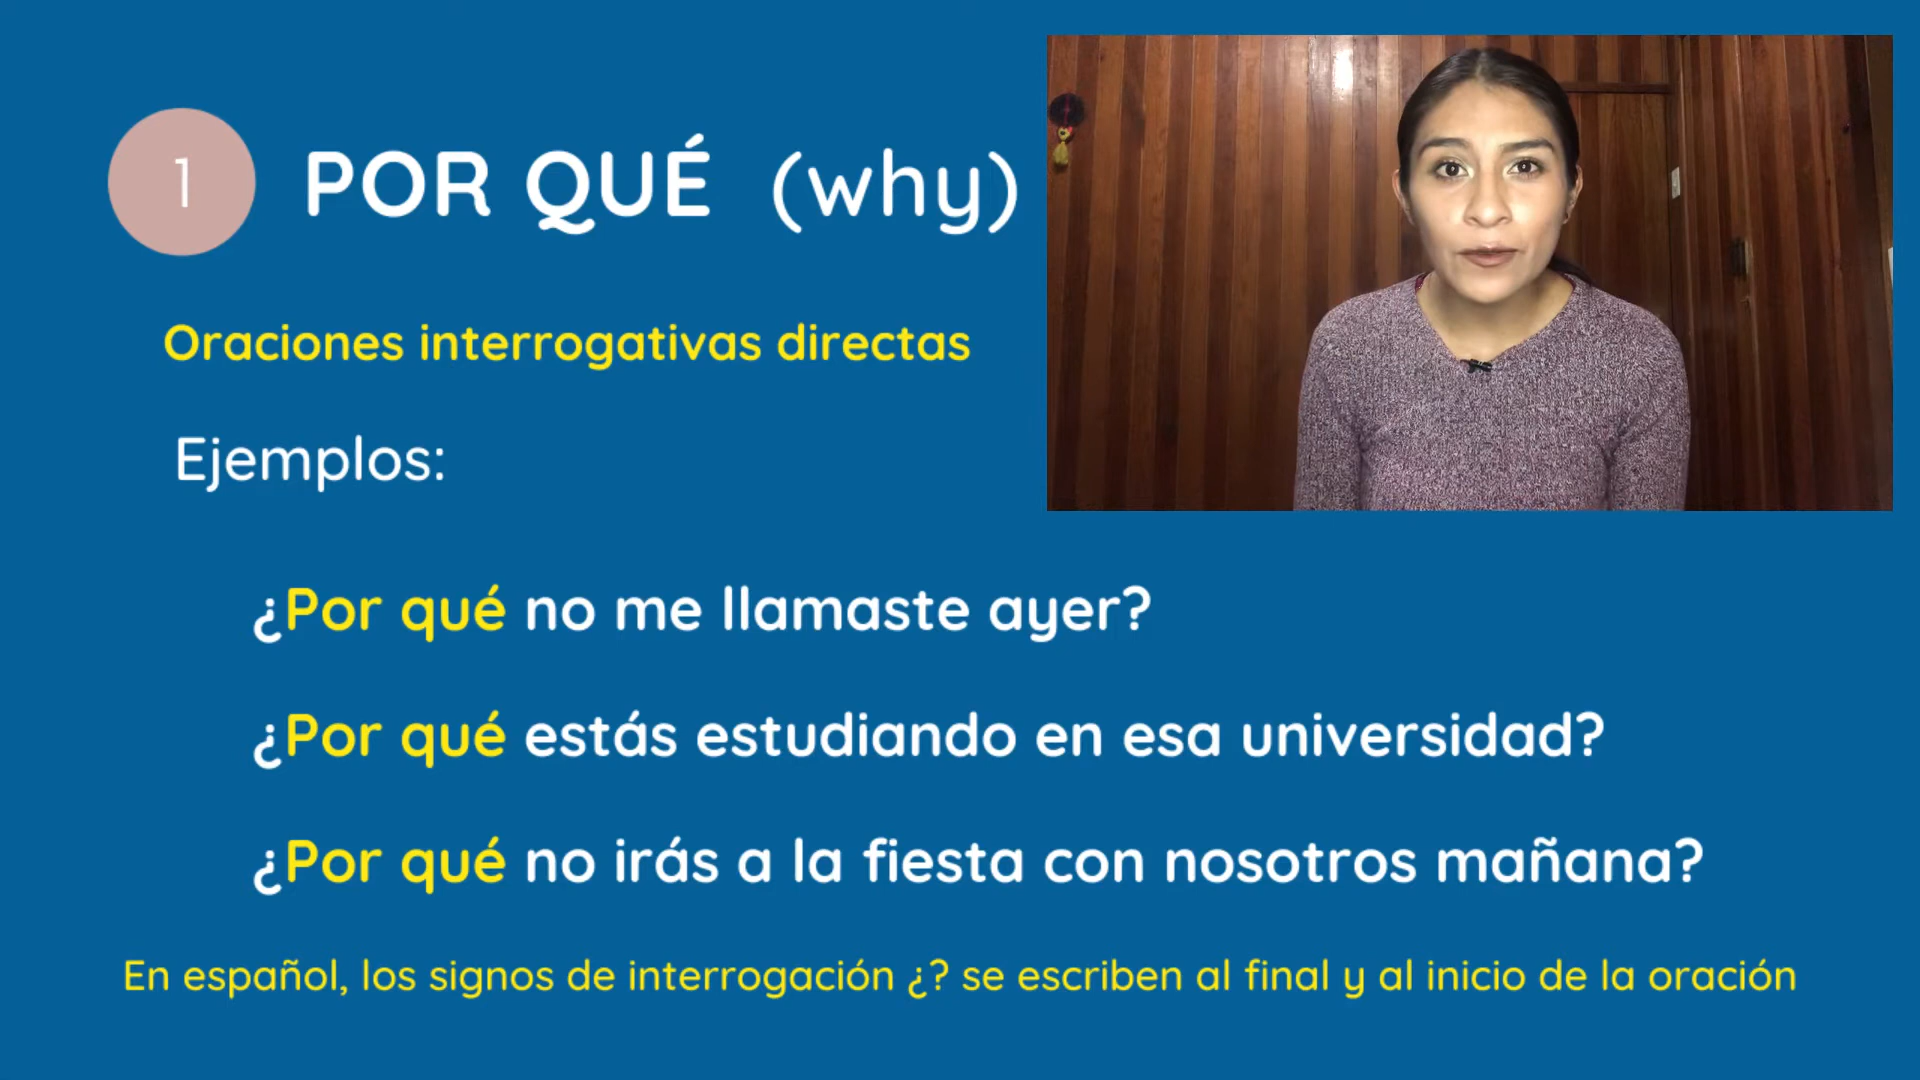 1
POR QUÉ (why)
Oraciones interrogativas directas
Ejemplos:
¿Por qué no me llamaste ayer?
¿Por qué estás estudiando en esa universidad?
¿Por qué no irás a la fiesta con nosotros mañana?
En español, los signos de interrogación ¿? se escriben al final y al inicio de la oración